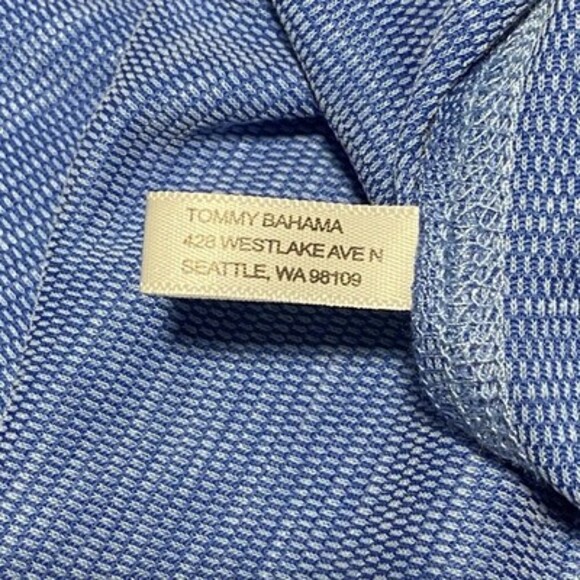 TOMMY BAHAMA
428 WESTLAKE AVE N
SEATTLE, WA 98109